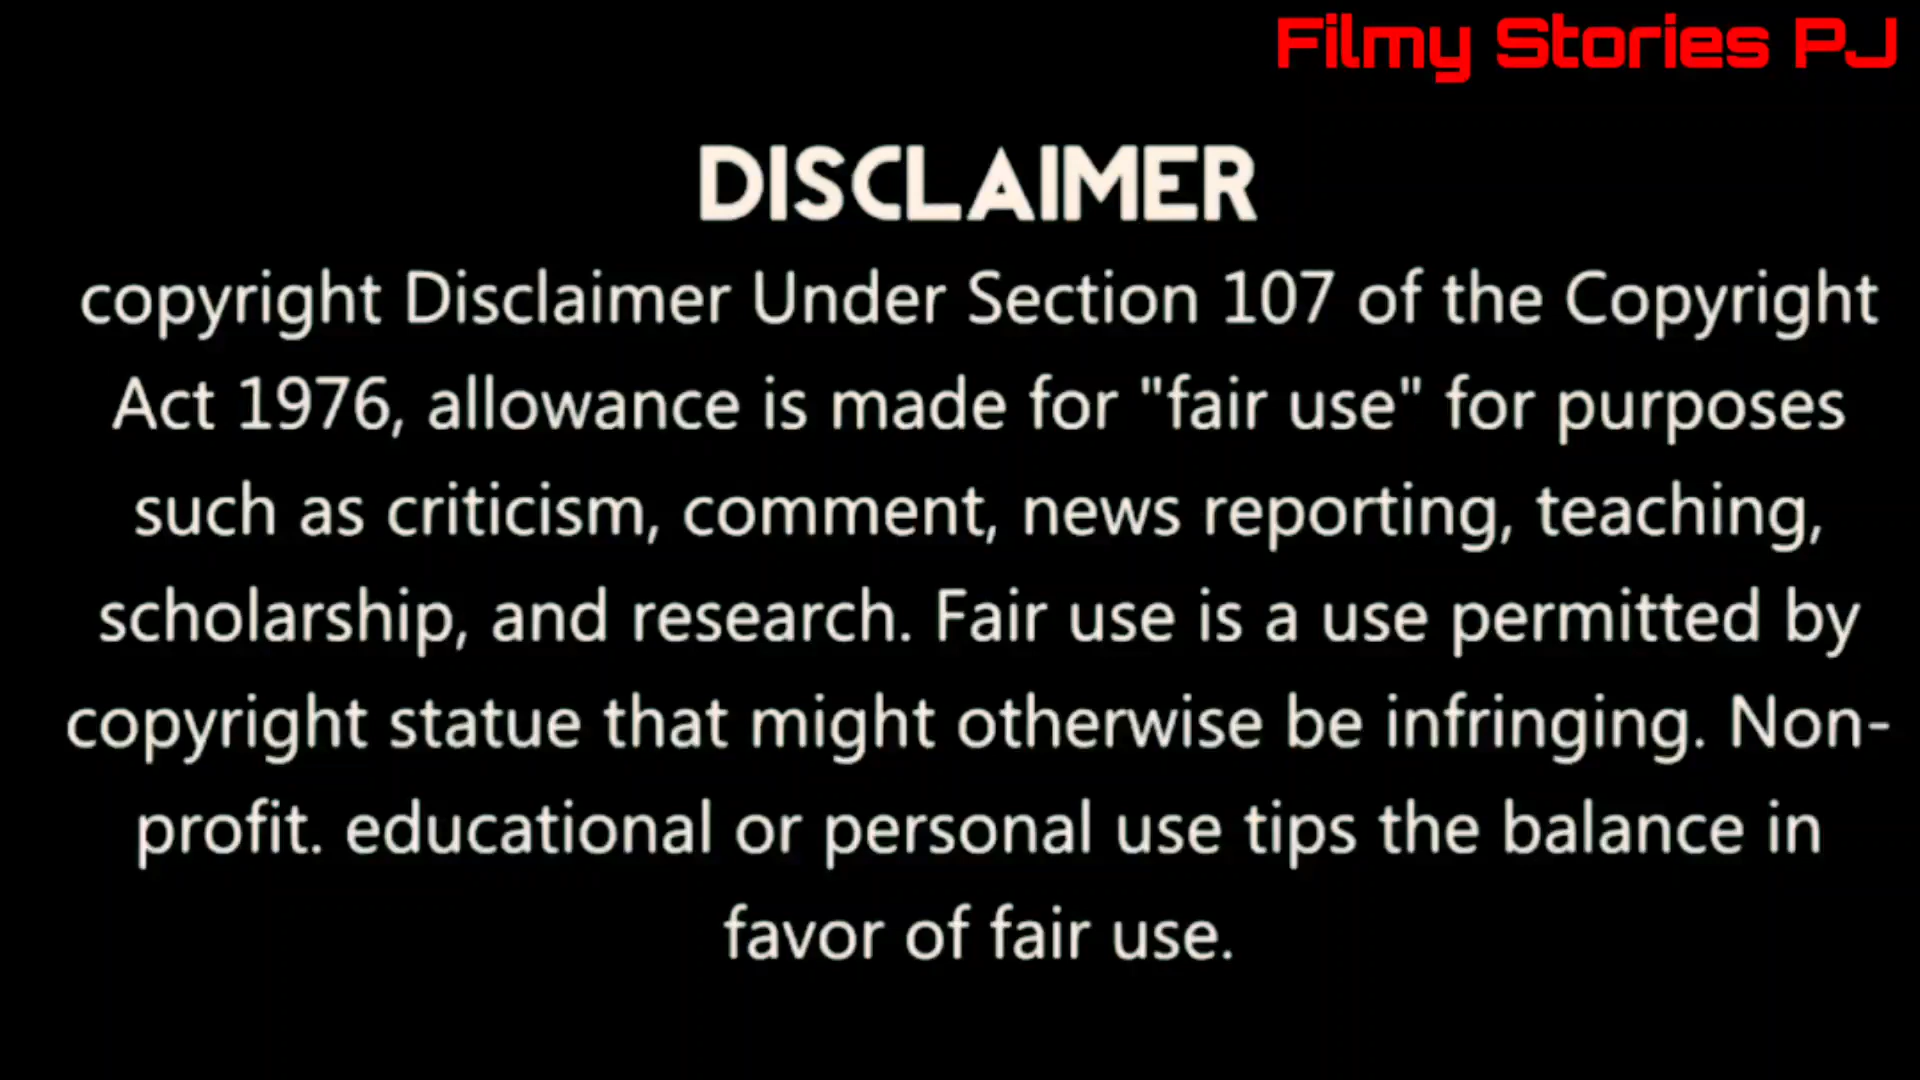 Filmy Stories PJ
DISCLAIMER
copyright Disclaimer Under Section 107 of the Copyright
Act 1976, allowance is made for "fair use" for purposes
such as criticism, comment, news reporting, teaching,
scholarship, and research. Fair use is a use permitted by
copyright statue that might otherwise be infringing. Non-
profit. educational or personal use tips the balance in
favor of fair use.